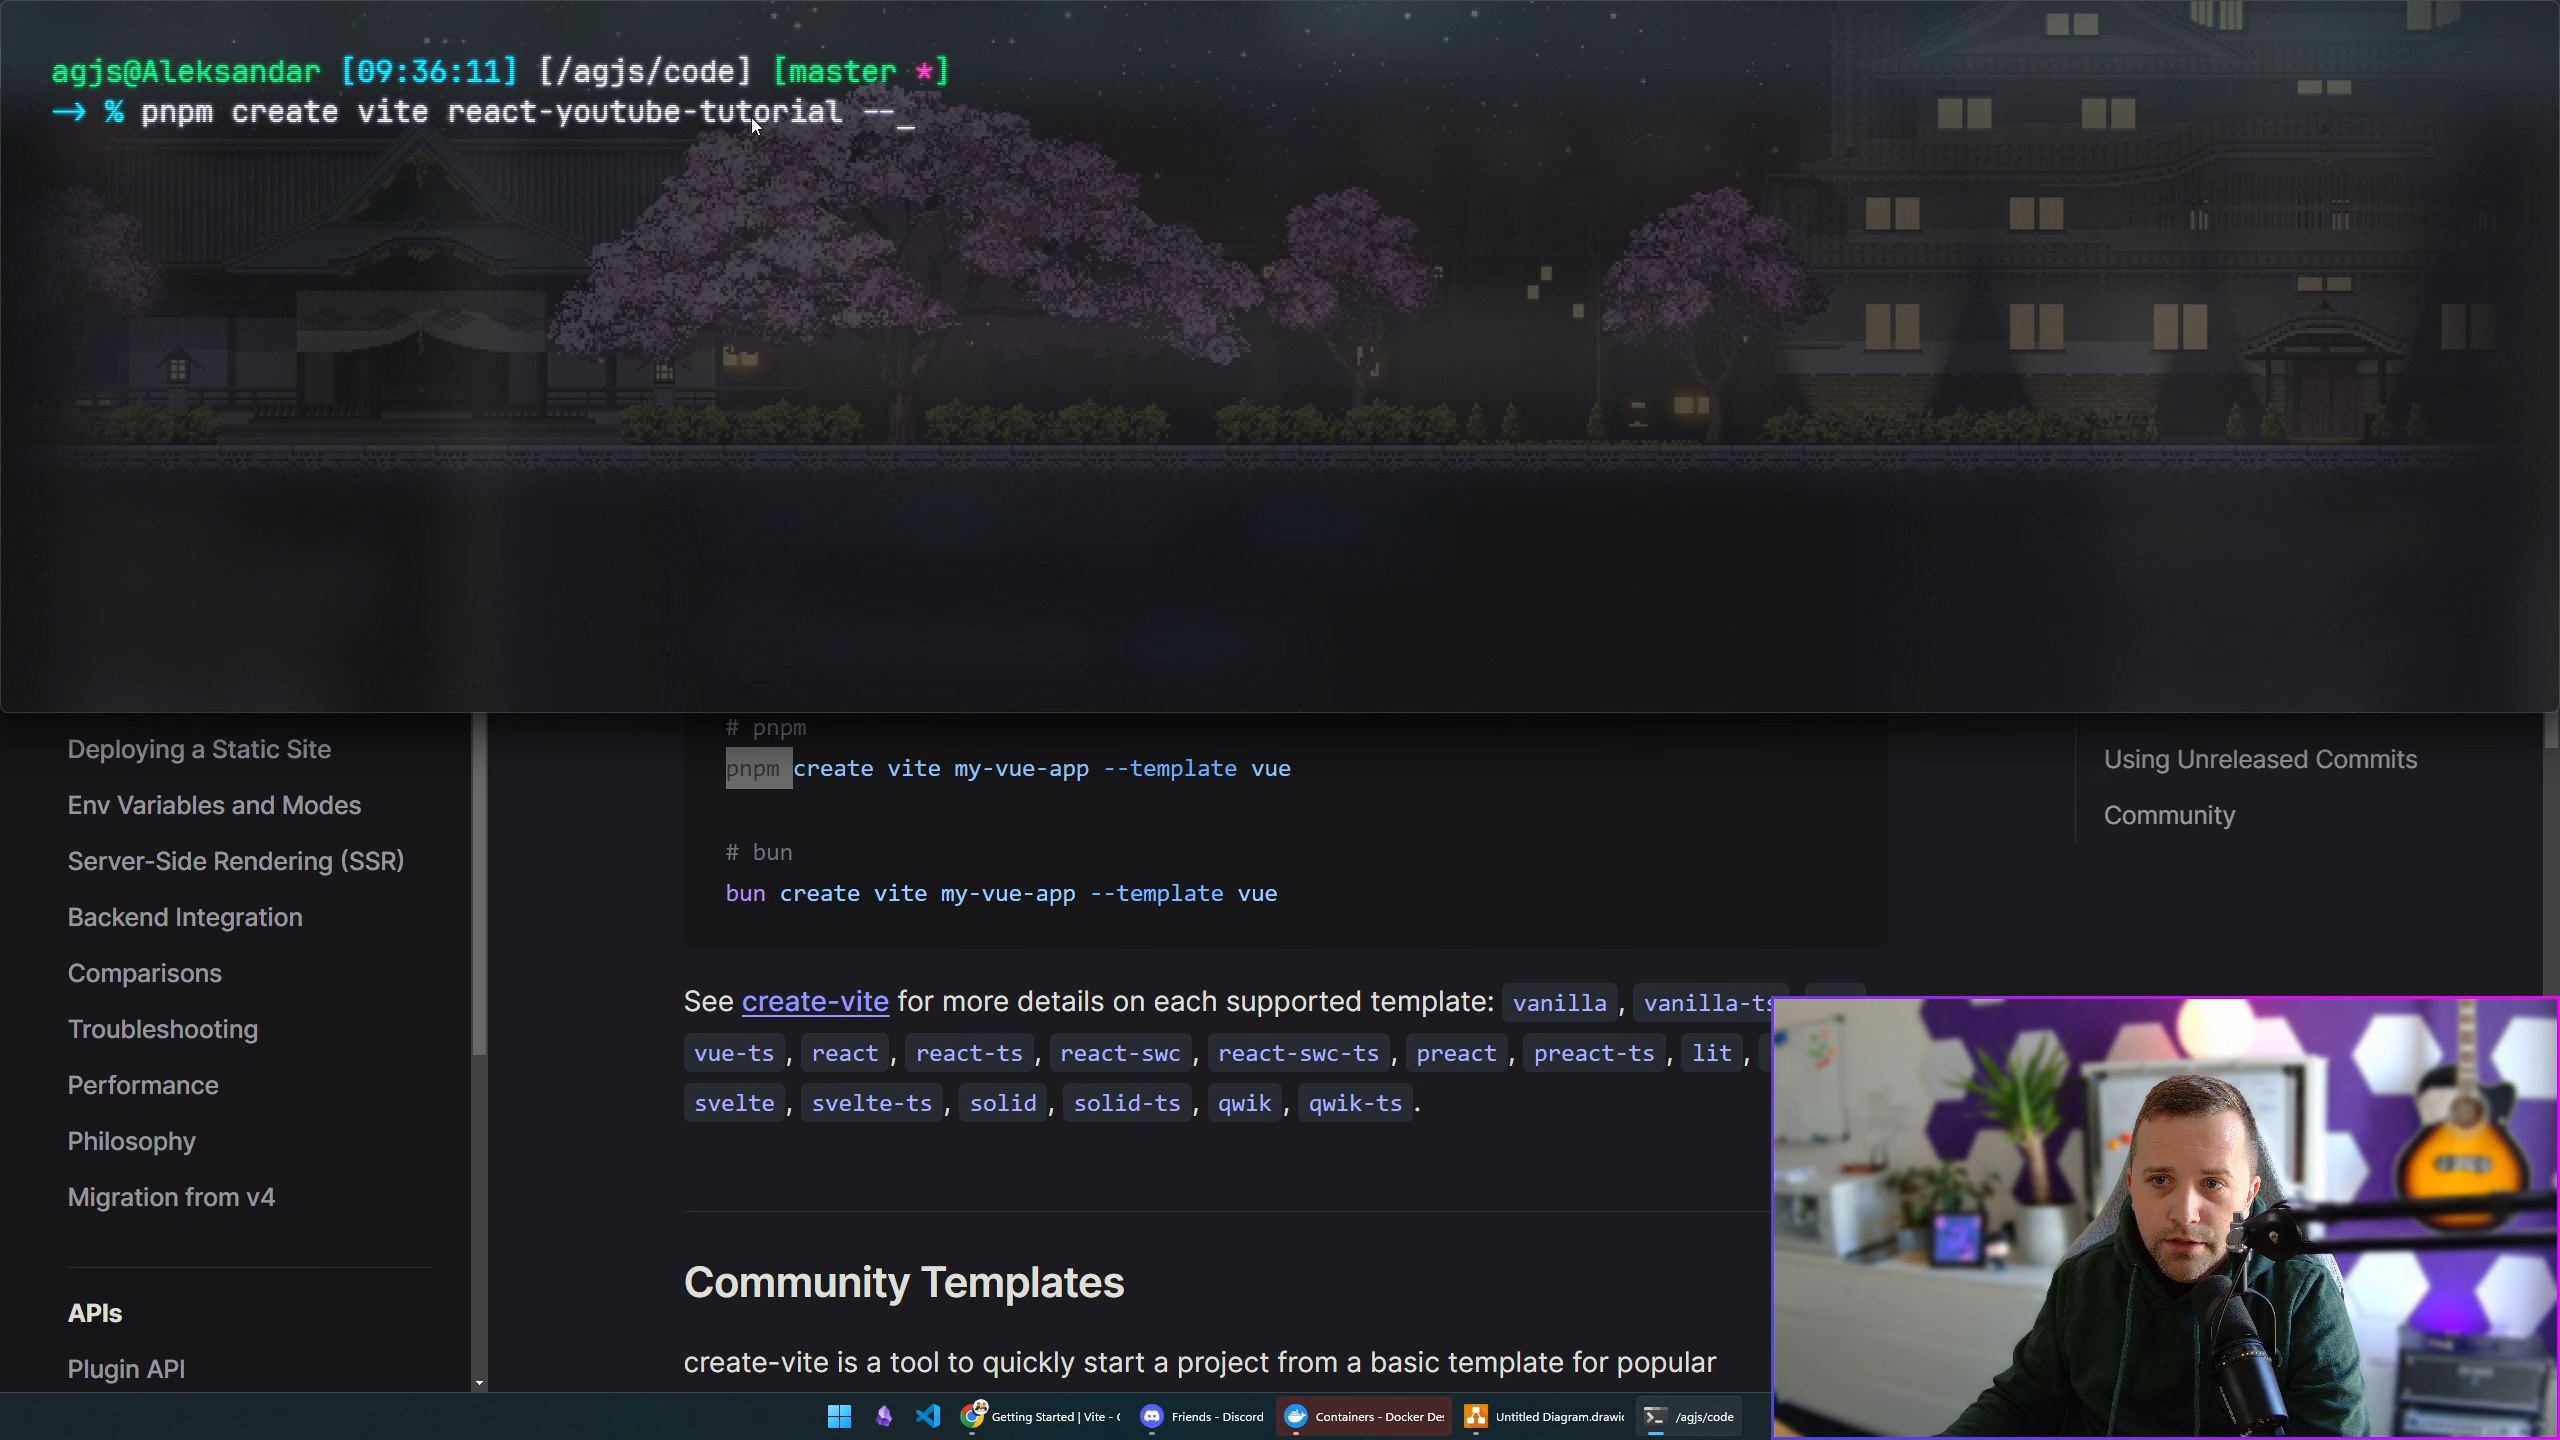 agjs@Aleksandar [09:36:11] [/agjs/code] [master *]
→ % pnpm create vite react-youtube-tutorial --_
# pnpm
pnpm create vite my-vue-app --template vue
# bun
bun create vite my-vue-app --template vue
See create-vite for more details on each supported template: vanilla, vanilla-ts
vue-ts, react, react-ts, react-swc, react-swc-ts, preact, preact-ts, lit,
svelte, svelte-ts, solid, solid-ts, qwik, qwik-ts.
Community Templates
create-vite is a tool to quickly start a project from a basic template for popular
Deploying a Static Site
Env Variables and Modes
Server-Side Rendering (SSR)
Backend Integration
Comparisons
Troubleshooting
Performance
Philosophy
Migration from v4
APIs
Plugin API
Using Unreleased Commits
Community
Getting Started | Vite - (
Friends - Discord
Containers - Docker De
Untitled Diagram.drawi
/agjs/code